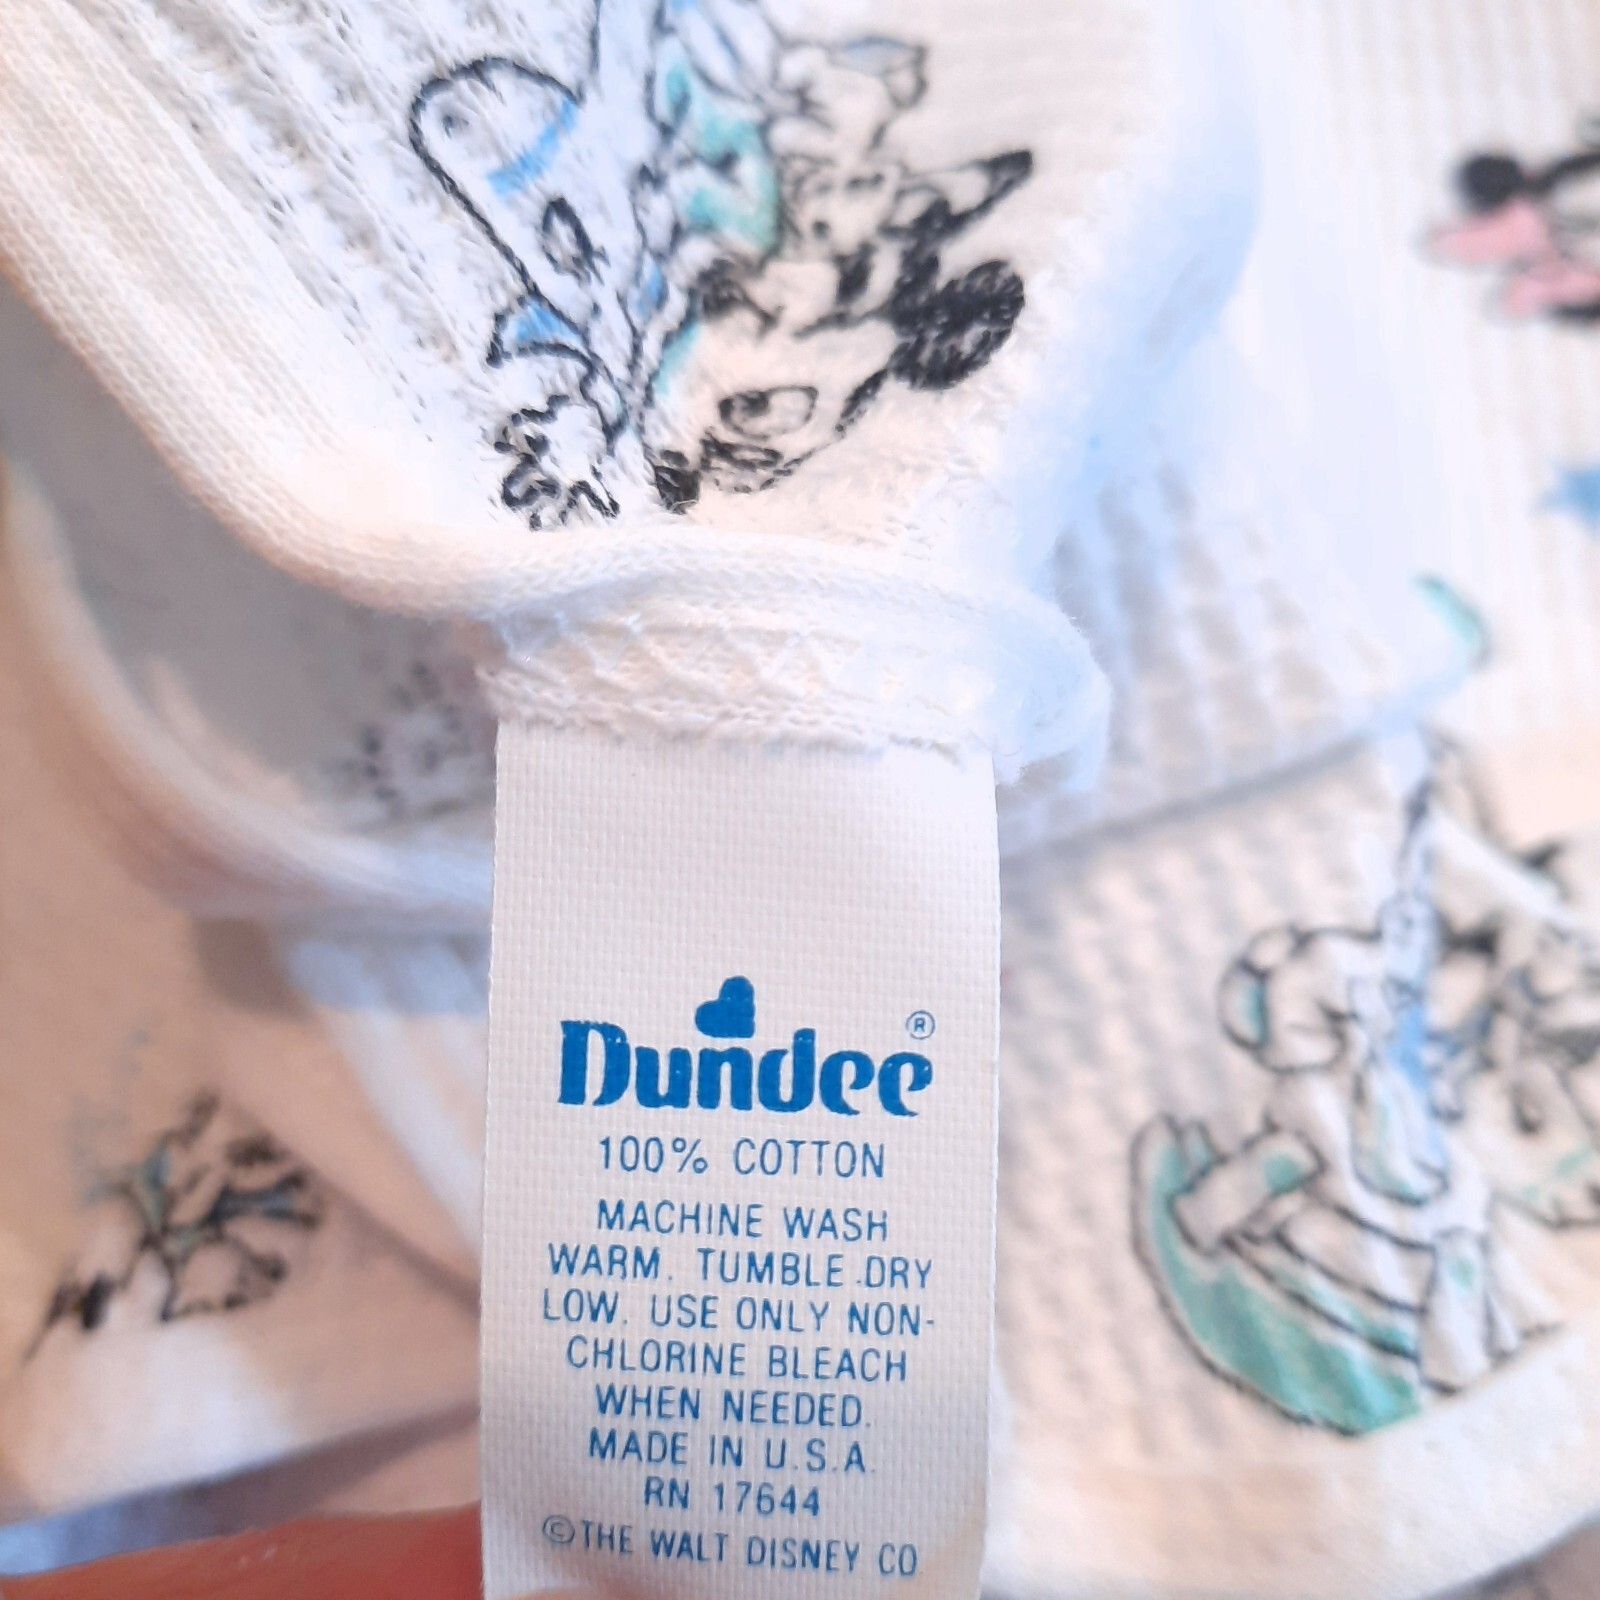 Dundee®
100% COTTON
MACHINE WASH
WARM. TUMBLE DRY
LOW. USE ONLY NON-
CHLORINE BLEACH
WHEN NEEDED.
MADE IN U.S.A.
RN 17644
©THE WALT DISNEY CO